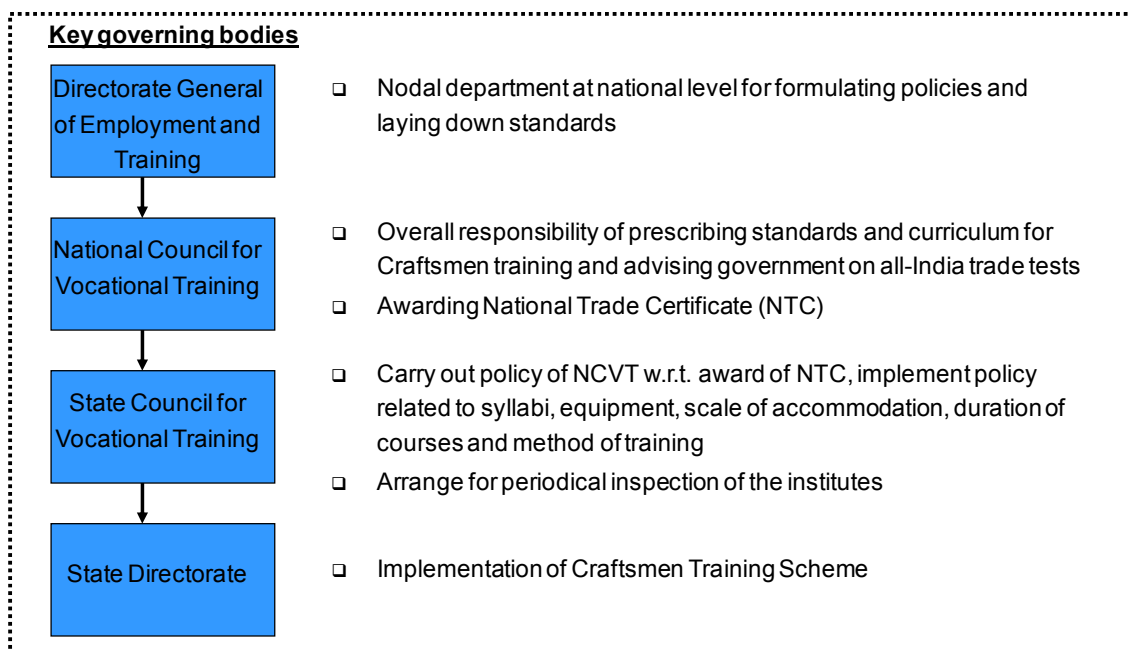 Key governing bodies
Directorate General
of Employment and
Training
Nodal department at national level for formulating policies and
laying down standards
National Council for
Vocational Training
Overall responsibility of prescribing standards and curriculum for
Craftsmen training and advising government on all-India trade tests
Awarding National Trade Certificate (NTC)
State Council for
Vocational Training
Carry out policy of NCVT w.r.t. award of NTC, implement policy
related to syllabi, equipment, scale of accommodation, duration of
courses and method of training
Arrange for periodical inspection of the institutes
State Directorate
Implementation of Craftsmen Training Scheme